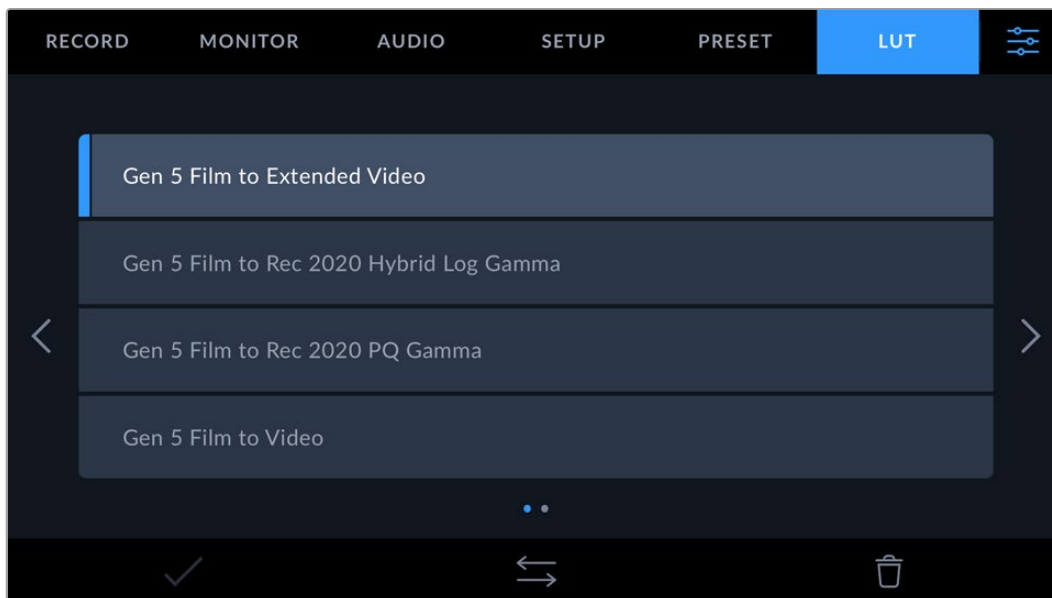 RECORD MONITOR AUDIO SETUP PRESET LUT
Gen 5 Film to Extended Video
Gen 5 Film to Rec 2020 Hybrid Log Gamma
Gen 5 Film to Rec 2020 PQ Gamma
Gen 5 Film to Video